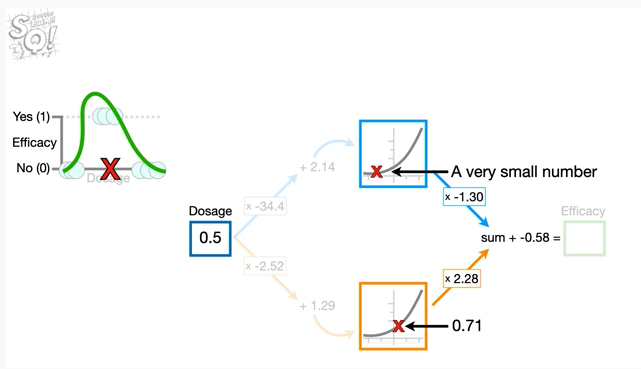 SQ!
Yes (1)
Efficacy
No (0)
X
Dosage
+ 2.14
X
A very small number
x -34.4
x -1.30
Dosage
Efficacy
0.5
sum + -0.58 =
x -2.52
x 2.28
+ 1.29
X
0.71